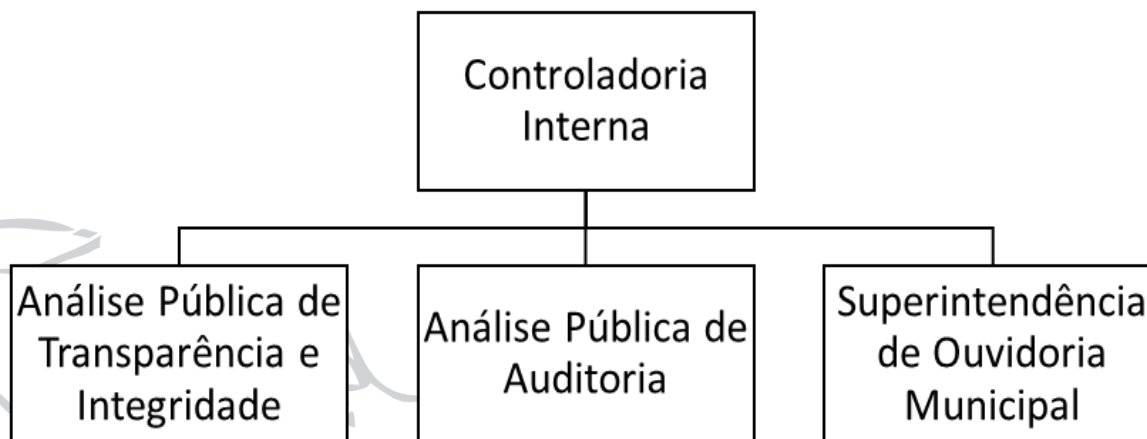 Controladoria
Interna
Análise Pública de
Transparência e
Integridade
Análise Pública de
Auditoria
Superintendência
de Ouvidoria
Municipal